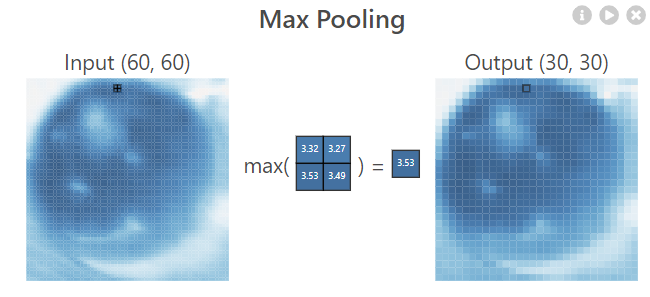 Max Pooling
Input (60, 60)
Output (30, 30)
max(
3.32 3.27
3.53 3.49
) = 3.53